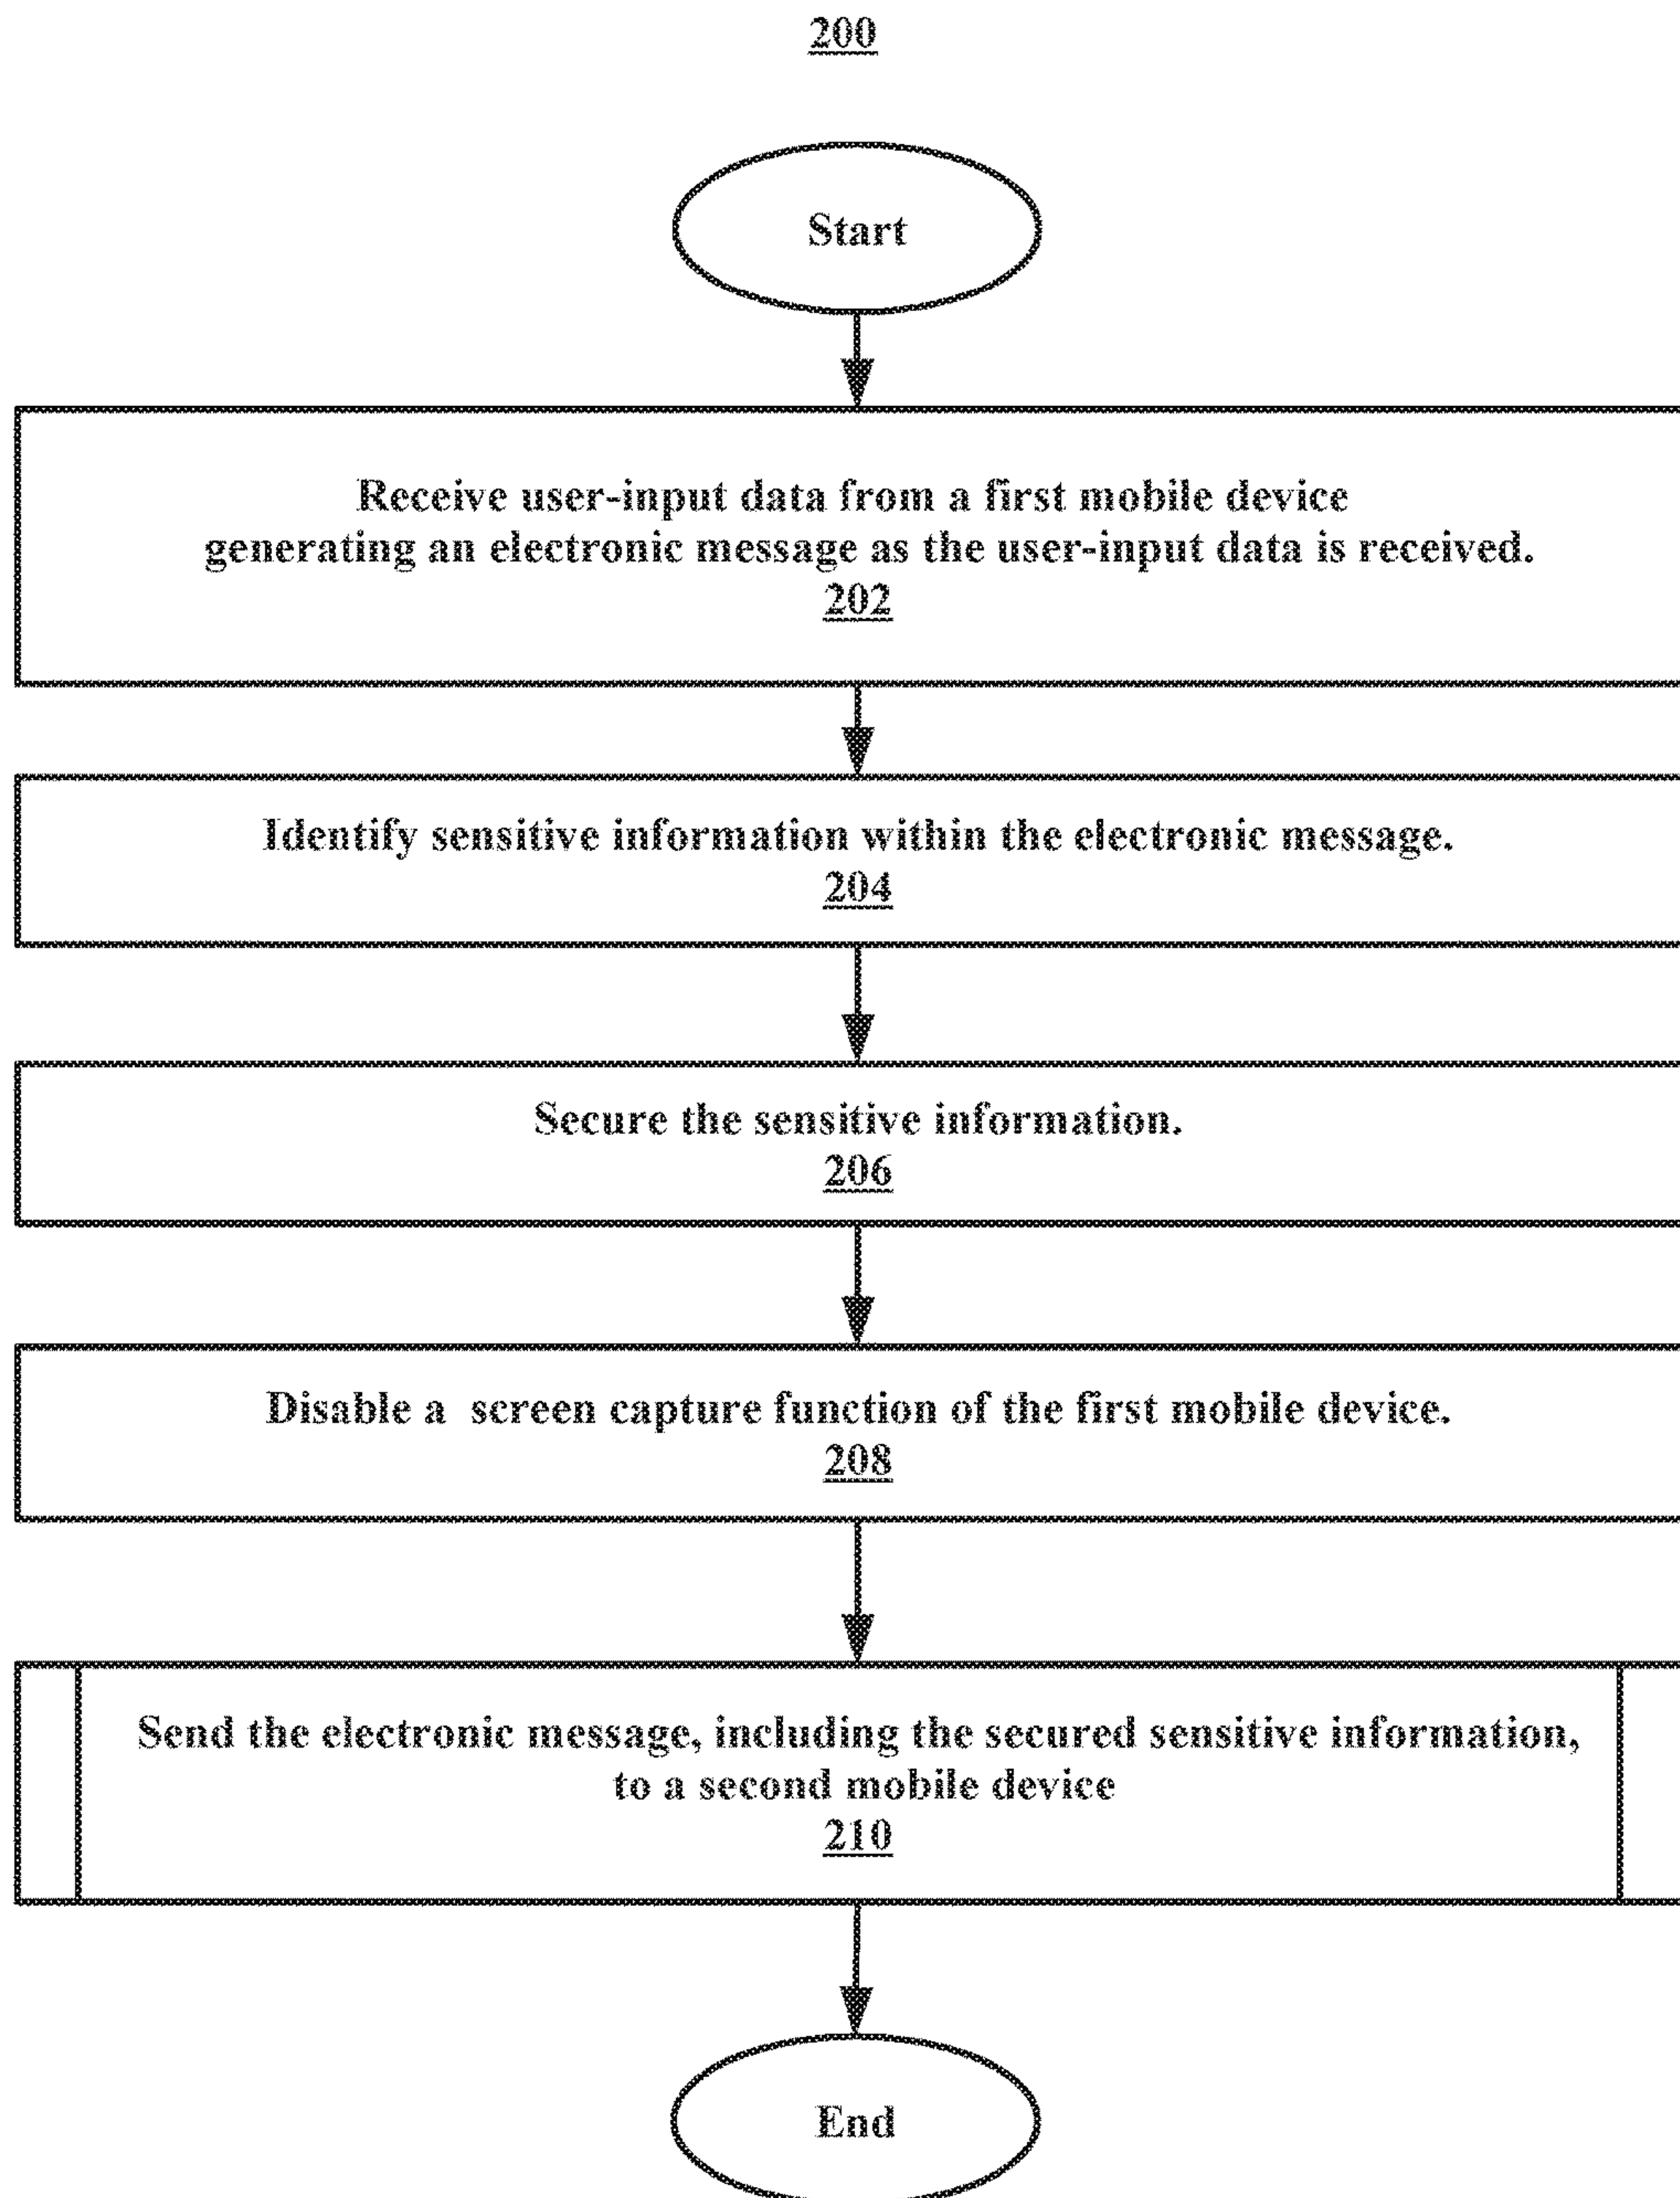 200
Start
Receive user-input data from a first mobile device
generating an electronic message as the user-input data is received.
202
Identify sensitive information within the electronic message.
204
Secure the sensitive information.
206
Disable a screen capture function of the first mobile device.
208
Send the electronic message, including the secured sensitive information,
to a second mobile device
210
End